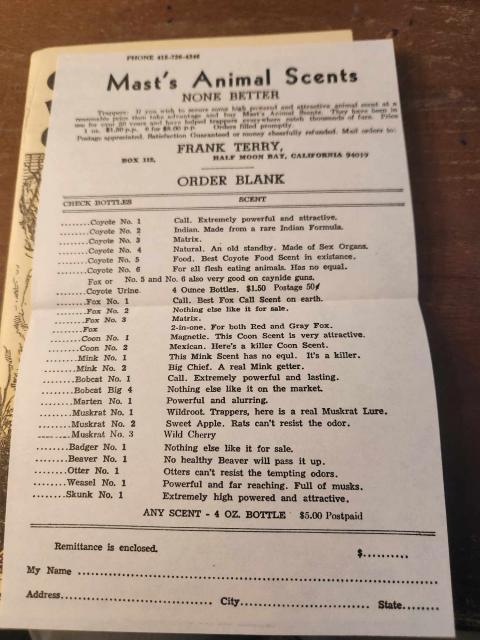 PHONE 415-726-4246
Mast's Animal Scents
NONE BETTER
Trappers: If you wish to secure some high powered and attractive animal scent at a
reasonable price then take advantage and buy Mast's Animal Scents. They have been in
use for over 50 years and have helped trappers everywhere catch thousands of furs. Price
1 oz. $1.50 p.p. 6 for $8.00 p.p. Orders filled promptly.
Postage appreciated. Satisfaction Guaranteed or money cheerfully refunded. Mail orders to:
FRANK TERRY,
BOX 112, HALF MOON BAY, CALIFORNIA 94019
ORDER BLANK
CHECK BOTTLES SCENT
........Coyote No. 1 Call. Extremely powerful and attractive.
........Coyote No. 2 Indian. Made from a rare Indian Formula.
........Coyote No. 3 Matrix.
........Coyote No. 4 Natural. An old standby. Made of Sex Organs.
........Coyote No. 5 Food. Best Coyote Food Scent in existance.
........Coyote No. 6 For all flesh eating animals. Has no equal.
Fox or No. 5 and No. 6 also very good on caynide guns.
........Coyote Urine 4 Ounce Bottles. $1.50 Postage 50¢
........Fox No. 1 Call. Best Fox Call Scent on earth.
........Fox No. 2 Nothing else like it for sale.
........Fox No. 3 Matrix.
........Fox 2-in-one. For both Red and Gray Fox.
........Coon No. 1 Magnetic. This Coon Scent is very attractive.
........Coon No. 2 Mexican. Here's a killer Coon Scent.
........Mink No. 1 This Mink Scent has no equl. It's a killer.
........Mink No. 2 Big Chief. A real Mink getter.
........Bobcat No. 1 Call. Extremely powerful and lasting.
........Bobcat Big 4 Nothing else like it on the market.
........Marten No. 1 Powerful and alurring.
........Muskrat No. 1 Wildroot. Trappers, here is a real Muskrat Lure.
........Muskrat No. 2 Sweet Apple. Rats can't resist the odor.
........Muskrat No. 3 Wild Cherry
........Badger No. 1 Nothing else like it for sale.
........Beaver No. 1 No healthy Beaver will pass it up.
........Otter No. 1 Otters can't resist the tempting odors.
........Weasel No. 1 Powerful and far reaching. Full of musks.
........Skunk No. 1 Extremely high powered and attractive.
ANY SCENT - 4 OZ. BOTTLE $5.00 Postpaid
Remittance is enclosed. $..........
My Name ................................................................
Address.................................... City............................ State........